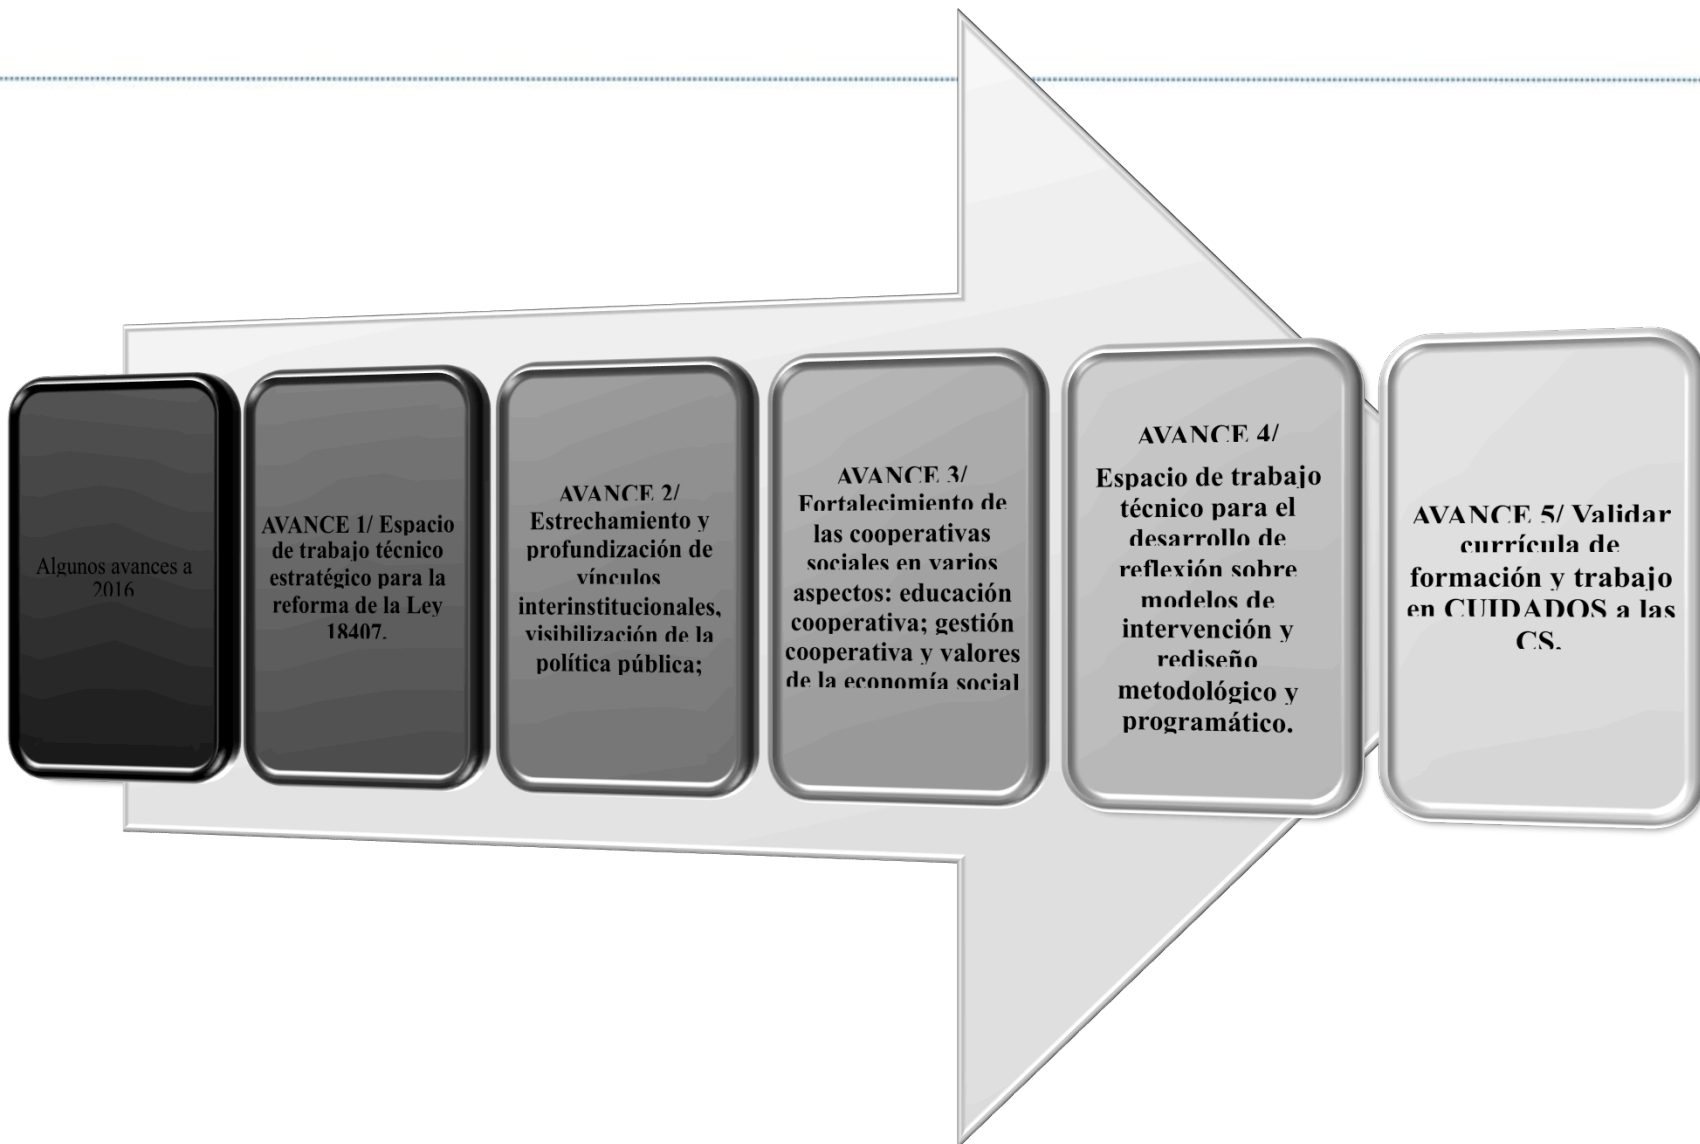 Algunos avances a
2016
AVANCE 1/ Espacio
de trabajo técnico
estratégico para la
reforma de la Ley
18407.
AVANCE 2/
Estrechamiento y
profundización de
vínculos
interinstitucionales,
visibilización de la
política pública;
AVANCE 3/
Fortalecimiento de
las cooperativas
sociales en varios
aspectos: educación
cooperativa; gestión
cooperativa y valores
de la economía social
AVANCE 4/
Espacio de trabajo
técnico para el
desarrollo de
reflexión sobre
modelos de
intervención y
rediseño
metodológico y
programático.
AVANCE 5/ Validar
currícula de
formación y trabajo
en CUIDADOS a las
CS.